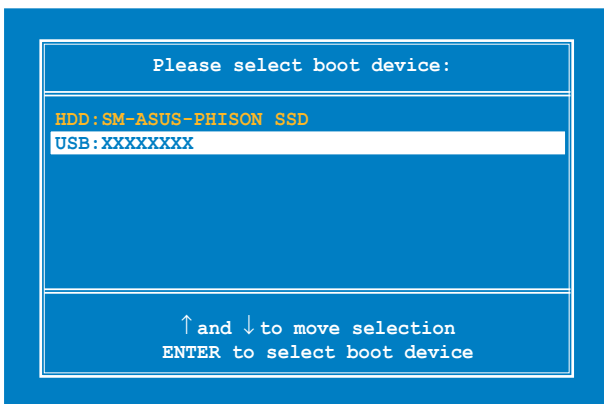 Please select boot device:
HDD:SM-ASUS-PHISON SSD
USB:XXXXXXXX
↑ and ↓ to move selection
ENTER to select boot device